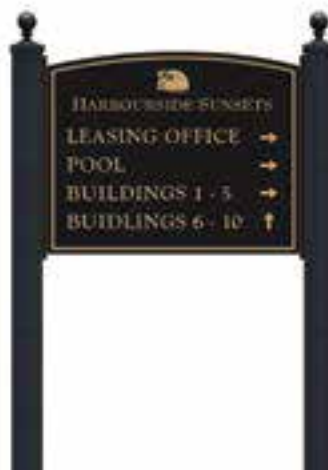 HARBOURSIDE SUNSETS
LEASING OFFICE →
POOL →
BUILDINGS 1 - 5 →
BUIDLINGS 6 - 10 ↑